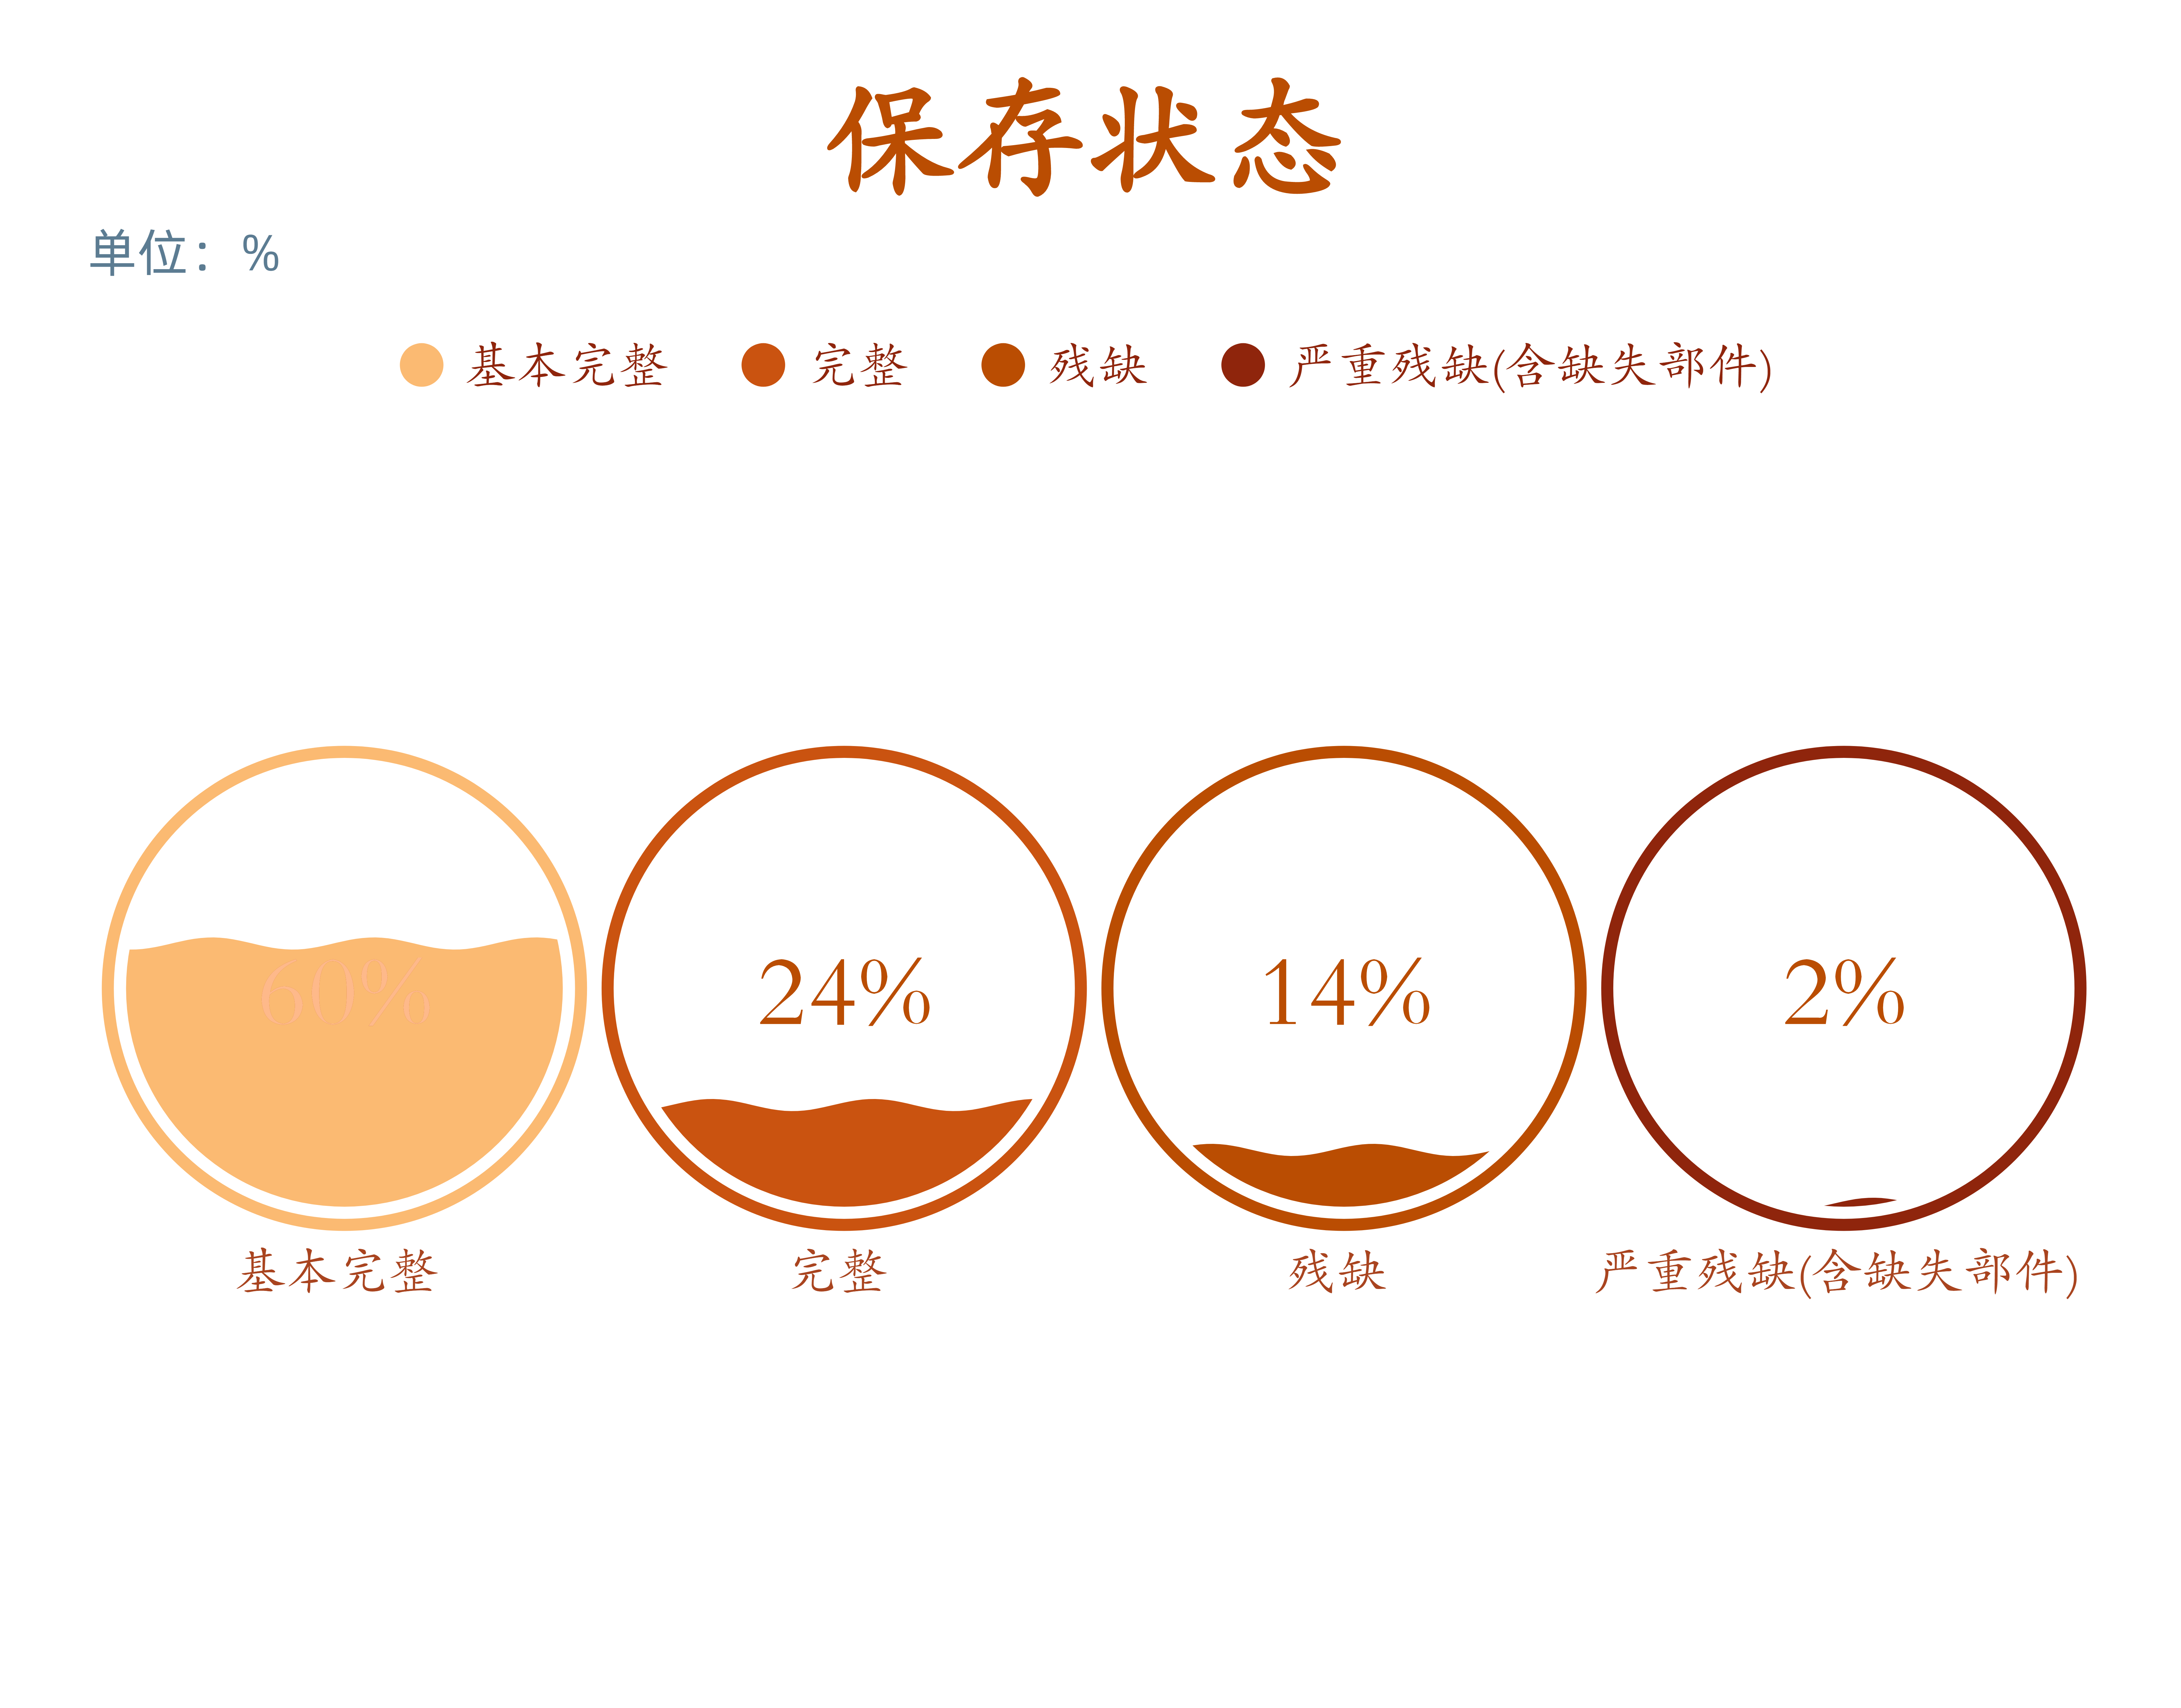 保存状态
单位：%
基本完整 完整 残缺 严重残缺(含缺失部件)
60% 24% 14% 2%
基本完整 完整 残缺 严重残缺(含缺失部件)